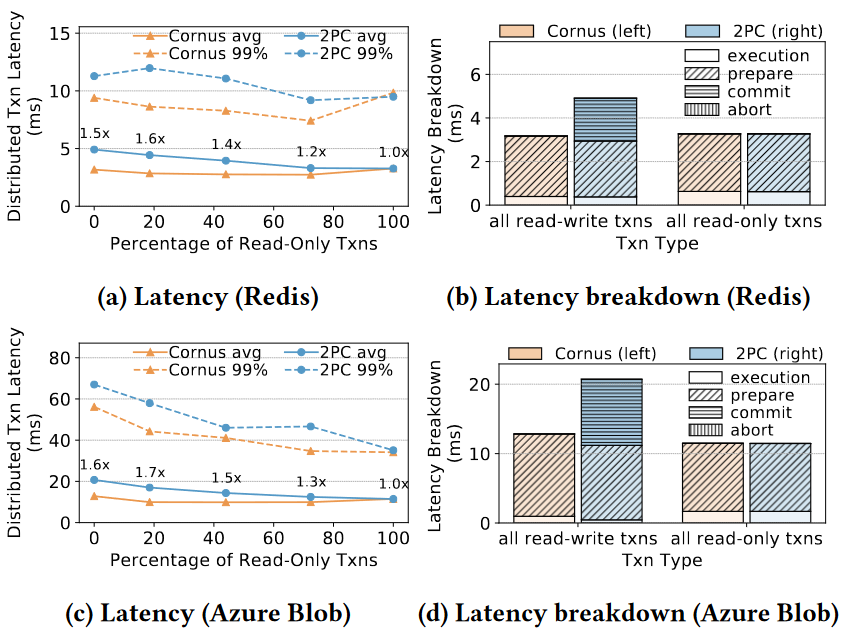 Distributed Txn Latency
(ms)
15
10
5
0
Cornus avg
2PC avg
Cornus 99%
2PC 99%
1.5x
1.6x
1.4x
1.2x
1.0x
0
20
40
60
80
100
Percentage of Read-Only Txns
(a) Latency (Redis)
Cornus (left)
2PC (right)
Latency Breakdown
(ms)
6
4
2
0
execution
prepare
commit
abort
all read-write txns
all read-only txns
Txn Type
(b) Latency breakdown (Redis)
Distributed Txn Latency
(ms)
80
60
40
20
0
Cornus avg
2PC avg
Cornus 99%
2PC 99%
1.6x
1.7x
1.5x
1.3x
1.0x
0
20
40
60
80
100
Percentage of Read-Only Txns
(c) Latency (Azure Blob)
Cornus (left)
2PC (right)
Latency Breakdown
(ms)
20
10
0
execution
prepare
commit
abort
all read-write txns
all read-only txns
Txn Type
(d) Latency breakdown (Azure Blob)